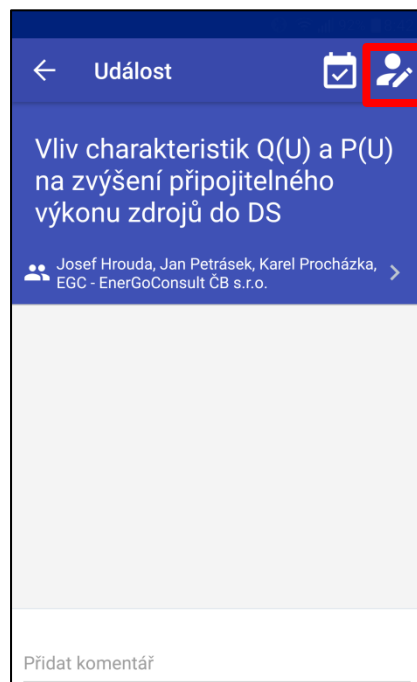 Událost
Vliv charakteristik Q(U) a P(U)
na zvýšení připojitelného
výkonu zdrojů do DS
Josef Hrouda, Jan Petrásek, Karel Procházka,
EGC - EnerGoConsult ČB s.r.o.
Přidat komentář